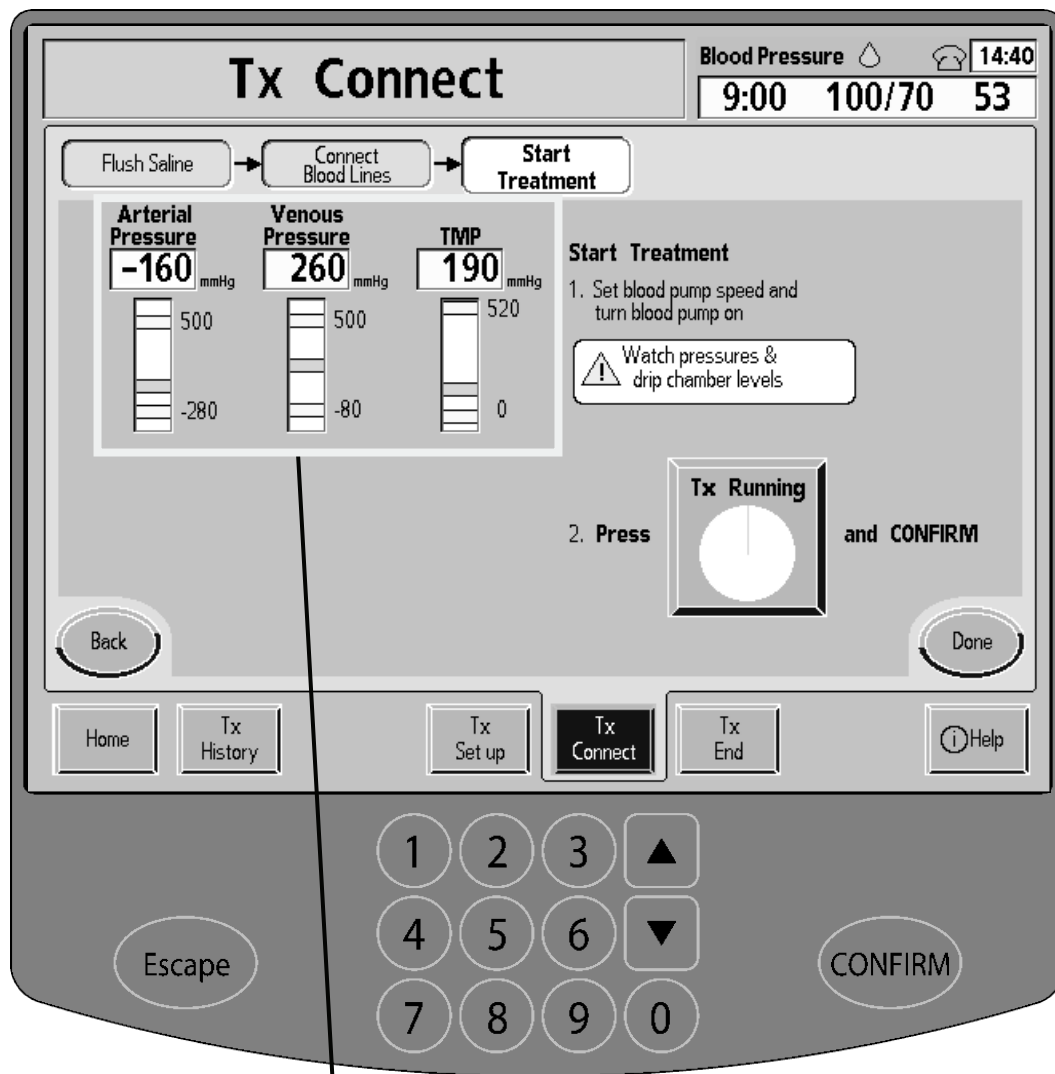 Tx Connect
Blood Pressure
14:40
9:00 100/70 53
Flush Saline
Connect
Blood Lines
Start
Treatment
Arterial
Pressure
-160 mmHg
500
-280
Venous
Pressure
260 mmHg
500
-80
TMP
190 mmHg
520
0
Start Treatment
1. Set blood pump speed and
turn blood pump on
Watch pressures &
drip chamber levels
2. Press
Tx Running
and CONFIRM
Back
Done
Home
Tx
History
Tx
Set up
Tx
Connect
Tx
End
i Help
1 2 3
4 5 6
7 8 9 0
Escape
CONFIRM